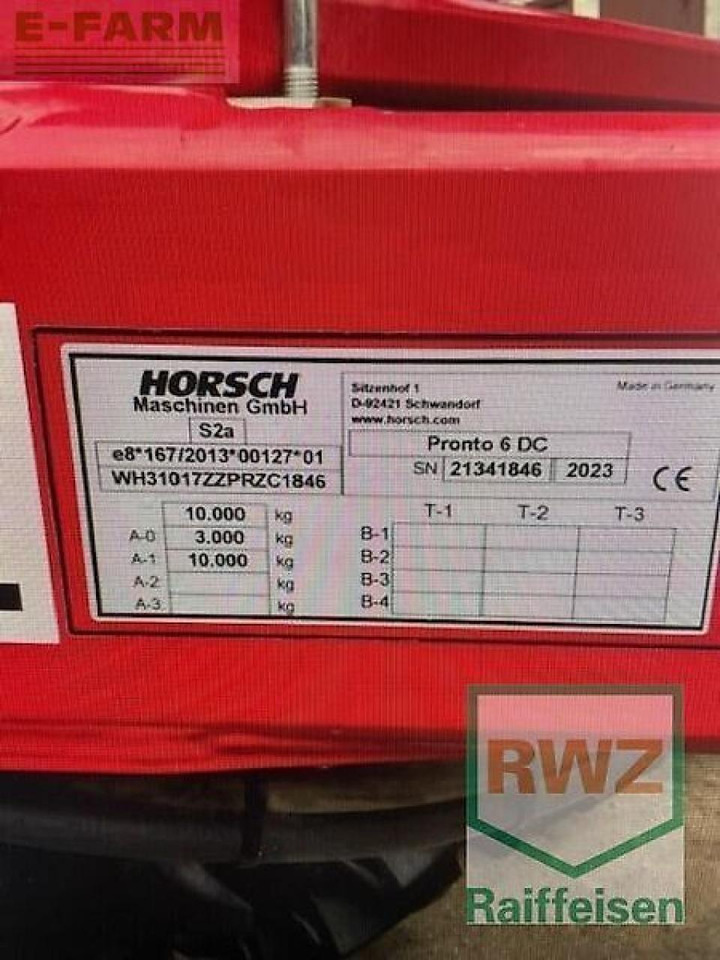 E-FARM
HORSCH
Maschinen GmbH
S2a
e8*167/2013*00127*01
WH31017ZZPRZC1846
Sitzenhof 1
D-92421 Schwandorf
www.horsch.com
Made in Germany
Pronto 6 DC
SN 21341846 2023
CE
10.000 kg
A-0 3.000 kg
A-1 10.000 kg
A-2 kg
A-3 kg
T-1 T-2 T-3
B-1
B-2
B-3
B-4
RWZ
Raiffeisen